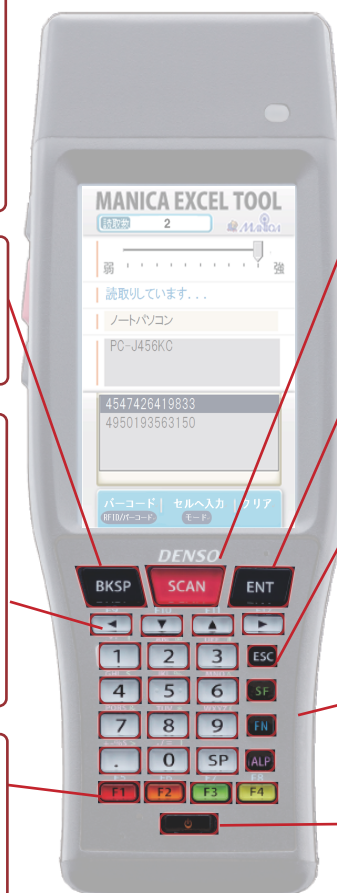 MANICA EXCEL TOOL
読取数 2 MANICA
弱 強
読取りしています...
ノートパソコン
PC-J456KC
4547426419833
4950193563150
バーコード | セルへ入力 | クリア
RFID/バーコード モード
DENSO
BKSP SCAN ENT
◄ ▼ ▲ ►
1 2 3 ESC
4 5 6 SF
7 8 9 FN
. 0 SP ALP
F1 F2 F3 F4